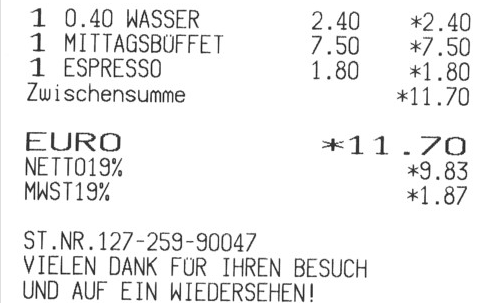 1 0.40 WASSER 2.40 *2.40
1 MITTAGSBÜFFET 7.50 *7.50
1 ESPRESSO 1.80 *1.80
Zwischensumme *11.70
EURO *11.70
NETTO19% *9.83
MWST19% *1.87
ST.NR.127-259-90047
VIELEN DANK FÜR IHREN BESUCH
UND AUF EIN WIEDERSEHEN!